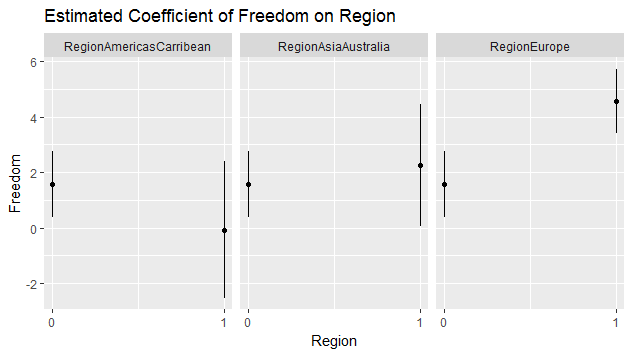 Estimated Coefficient of Freedom on Region
RegionAmericasCarribean RegionAsiaAustralia RegionEurope
6
4
2
0
-2
Freedom
0 1 0 1 0 1
Region